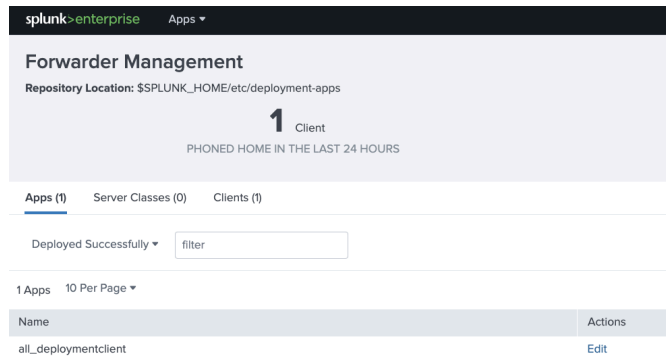 splunk>enterprise Apps ▾
Forwarder Management
Repository Location: $SPLUNK_HOME/etc/deployment-apps
1 Client
PHONED HOME IN THE LAST 24 HOURS
Apps (1) Server Classes (0) Clients (1)
Deployed Successfully ▾ filter
1 Apps 10 Per Page ▾
Name Actions
all_deploymentclient Edit